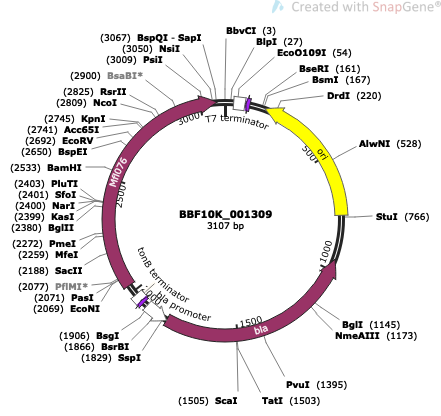 Created with SnapGene®
(3067) BspQI - SapI
(3050) NsiI
(3009) PsiI
(2900) BsaBI*
(2825) RsrII
(2809) NcoI
(2745) KpnI
(2741) Acc65I
(2692) EcoRV
(2650) BspEI
(2533) BamHI
(2403) PluTI
(2401) SfoI
(2400) NarI
(2399) KasI
(2380) BglII
(2272) PmeI
(2259) MfeI
(2188) SacII
(2077) PflMI*
(2071) PasI
(2069) EcoNI
(1906) BsgI
(1866) BsrBI
(1829) SspI
(1505) ScaI
TatI (1503)
PvuI (1395)
NmeAIII (1173)
BglI (1145)
StuI (766)
AlwNI (528)
DrdI (220)
BsmI (167)
BseRI (161)
EcoO109I (54)
BlpI (27)
BbvCI (3)
T7 terminator
ori
bla
bla promoter
tonB terminator
Mfl076
500
1000
1500
2000
2500
3000
BBF10K_001309
3107 bp